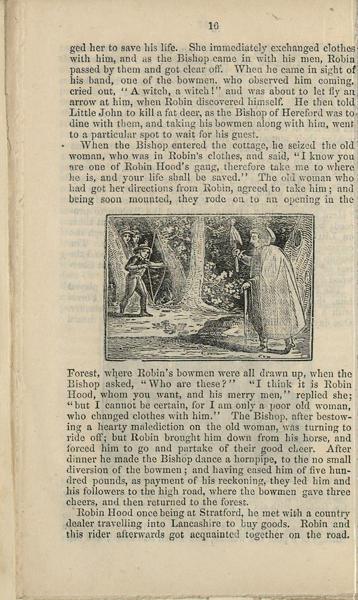 16
ged her to save his life. She immediately exchanged clothes
with him, and as the Bishop came in with his men, Robin
passed by them and got clear off. When he came in sight of
his band, one of the bowmen, who observed him coming,
cried out, "A witch, a witch!" and was about to let fly an
arrow at him, when Robin discovered himself. He then told
Little John to kill a fat deer, as the Bishop of Hereford was to
dine with them, and taking his bowmen along with him, went
to a particular spot to wait for his guest.
When the Bishop entered the cottage, he seized the old
woman, who was in Robin's clothes, and said, "I know you
are one of Robin Hood's gang, therefore take me to where
he is, and your life shall be saved." The old woman who
had got her directions from Robin, agreed to take him; and
being soon mounted, they rode on to an opening in the
Forest, where Robin's bowmen were all drawn up, when the
Bishop asked, "Who are these?" "I think it is Robin
Hood, whom you want, and his merry men," replied she;
"but I cannot be certain, for I am only a poor old woman,
who changed clothes with him." The Bishop, after bestow-
ing a hearty malediction on the old woman, was turning to
ride off; but Robin brought him down from his horse, and
forced him to go and partake of their good cheer. After
dinner he made the Bishop dance a hornpipe, to the no small
diversion of the bowmen; and having eased him of five hun-
dred pounds, as payment of his reckoning, they led him and
his followers to the high road, where the bowmen gave three
cheers, and then returned to the forest.
Robin Hood once being at Stratford, he met with a country
dealer travelling into Lancashire to buy goods. Robin and
this rider afterwards got acquainted together on the road.